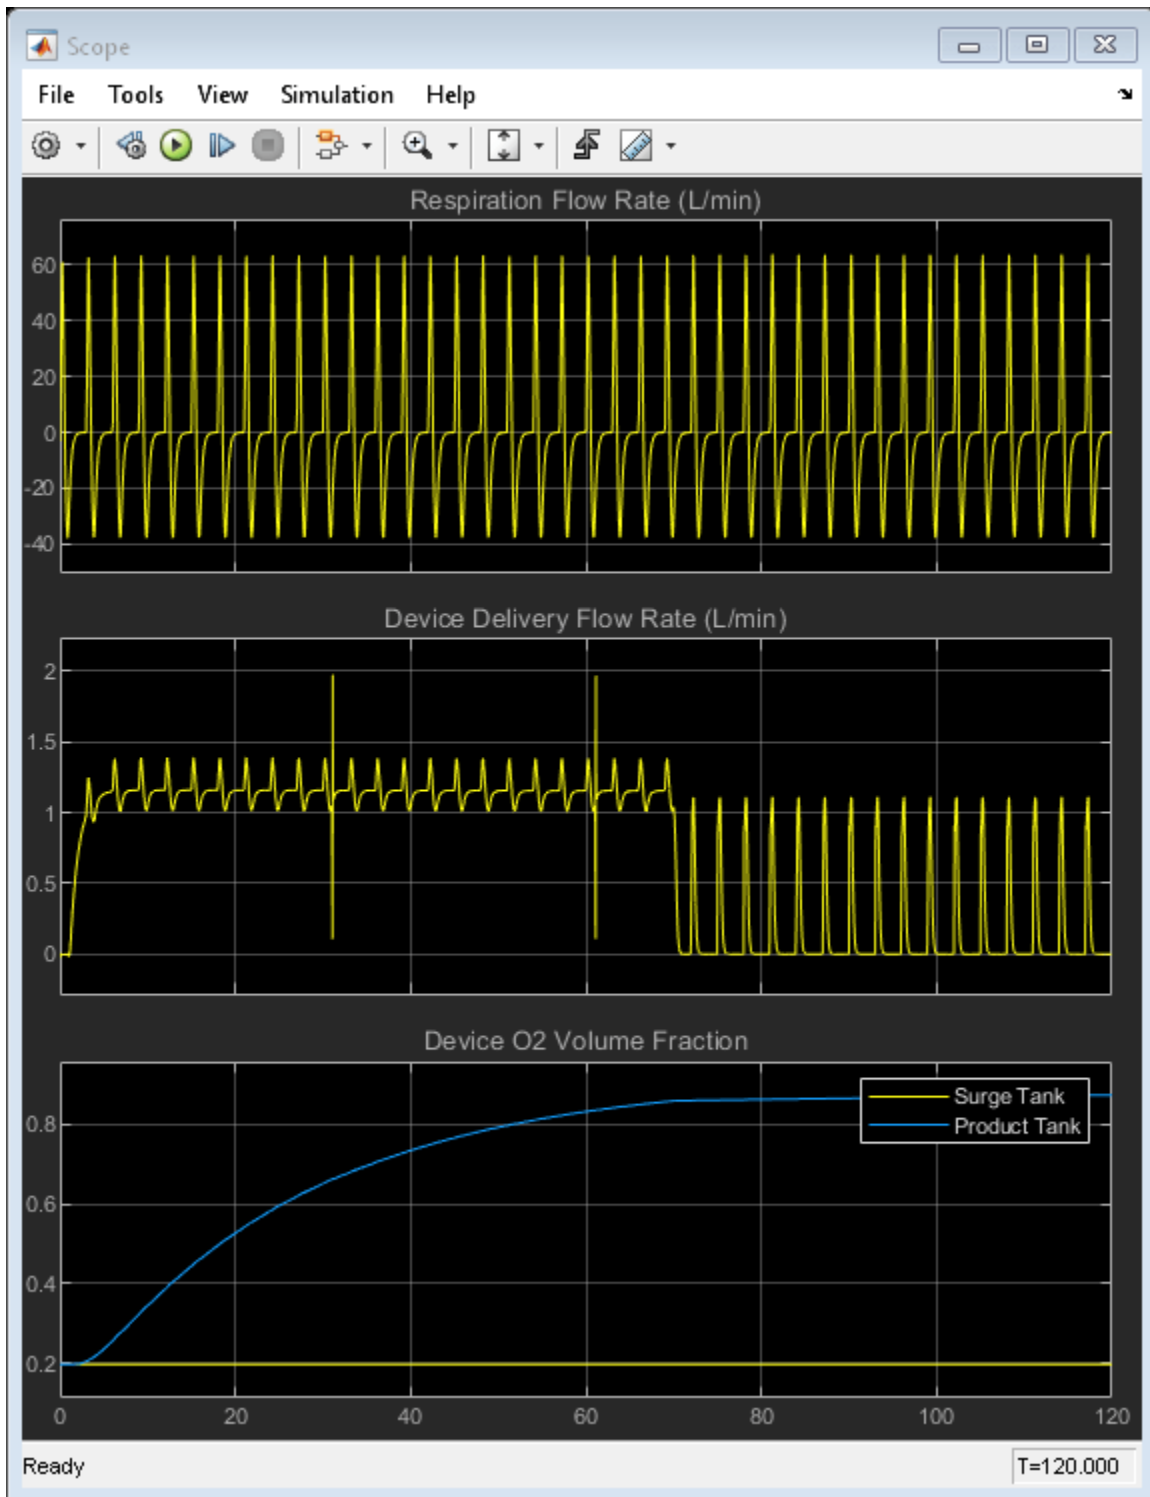 Scope
File Tools View Simulation Help
Respiration Flow Rate (L/min)
60
40
20
0
-20
-40
Device Delivery Flow Rate (L/min)
2
1.5
1
0.5
0
Device O2 Volume Fraction
Surge Tank
Product Tank
0.8
0.6
0.4
0.2
0 20 40 60 80 100 120
Ready T=120.000